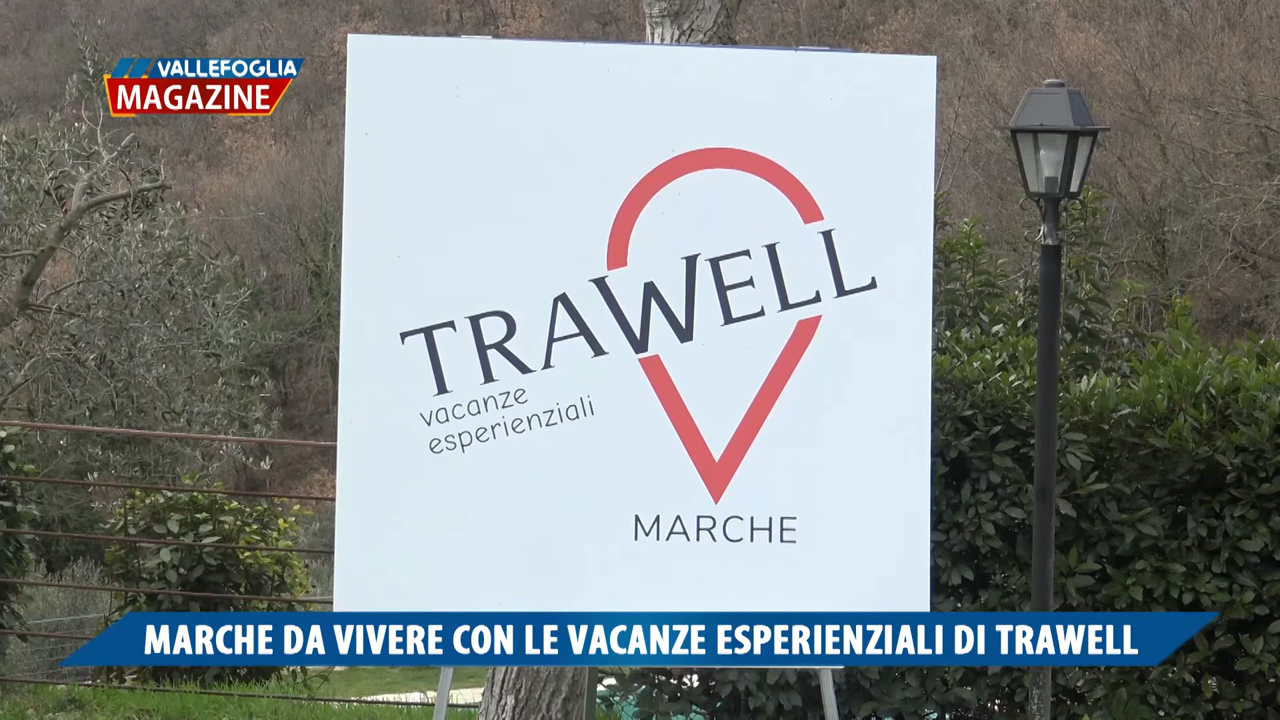 VALLEFOGLIA
MAGAZINE
TRAWELL
vacanze
esperienziali
MARCHE
MARCHE DA VIVERE CON LE VACANZE ESPERIENZIALI DI TRAWELL